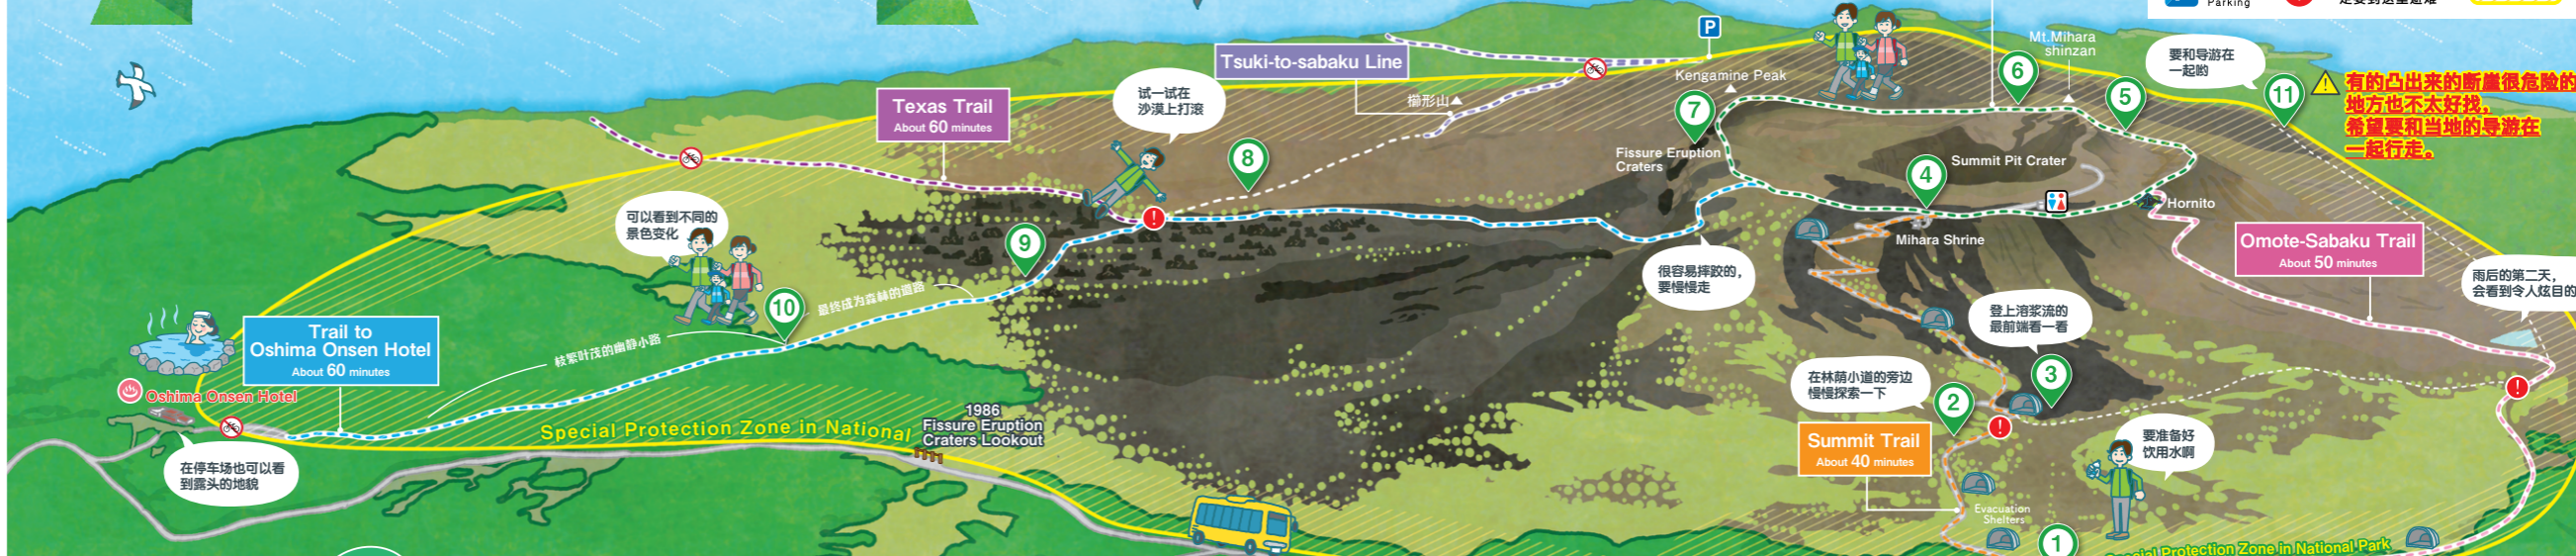 Parking
一定要到这里避难
P
Tsuki-to-sabaku Line
Kengamine Peak
Mt.Mihara
shinzan
要和导游在
一起哟
有的凸出来的断崖很危险的
地方也不太好找，
希望要和当地的导游在
一起行走。
11
6
5
7
Texas Trail
About 60 minutes
试一试在
沙漠上打滚
櫛形山
8
Fissure Eruption
Craters
4
Summit Pit Crater
Hornito
Mihara Shrine
Omote-Sabaku Trail
About 50 minutes
可以看到不同的
景色变化
9
很容易摔跤的，
要慢慢走
雨后的第二天，
会看到令人炫目的
10
最终成为森林的道路
枝繁叶茂的幽静小路
登上溶浆流的
最前端看一看
Trail to
Oshima Onsen Hotel
About 60 minutes
Oshima Onsen Hotel
在林荫小道的旁边
慢慢探索一下
2
3
1986
Fissure Eruption
Craters Lookout
Special Protection Zone in National
Summit Trail
About 40 minutes
要准备好
饮用水啊
在停车场也可以看
到露头的地貌
Evacuation
Shelters
1
Special Protection Zone in National Park